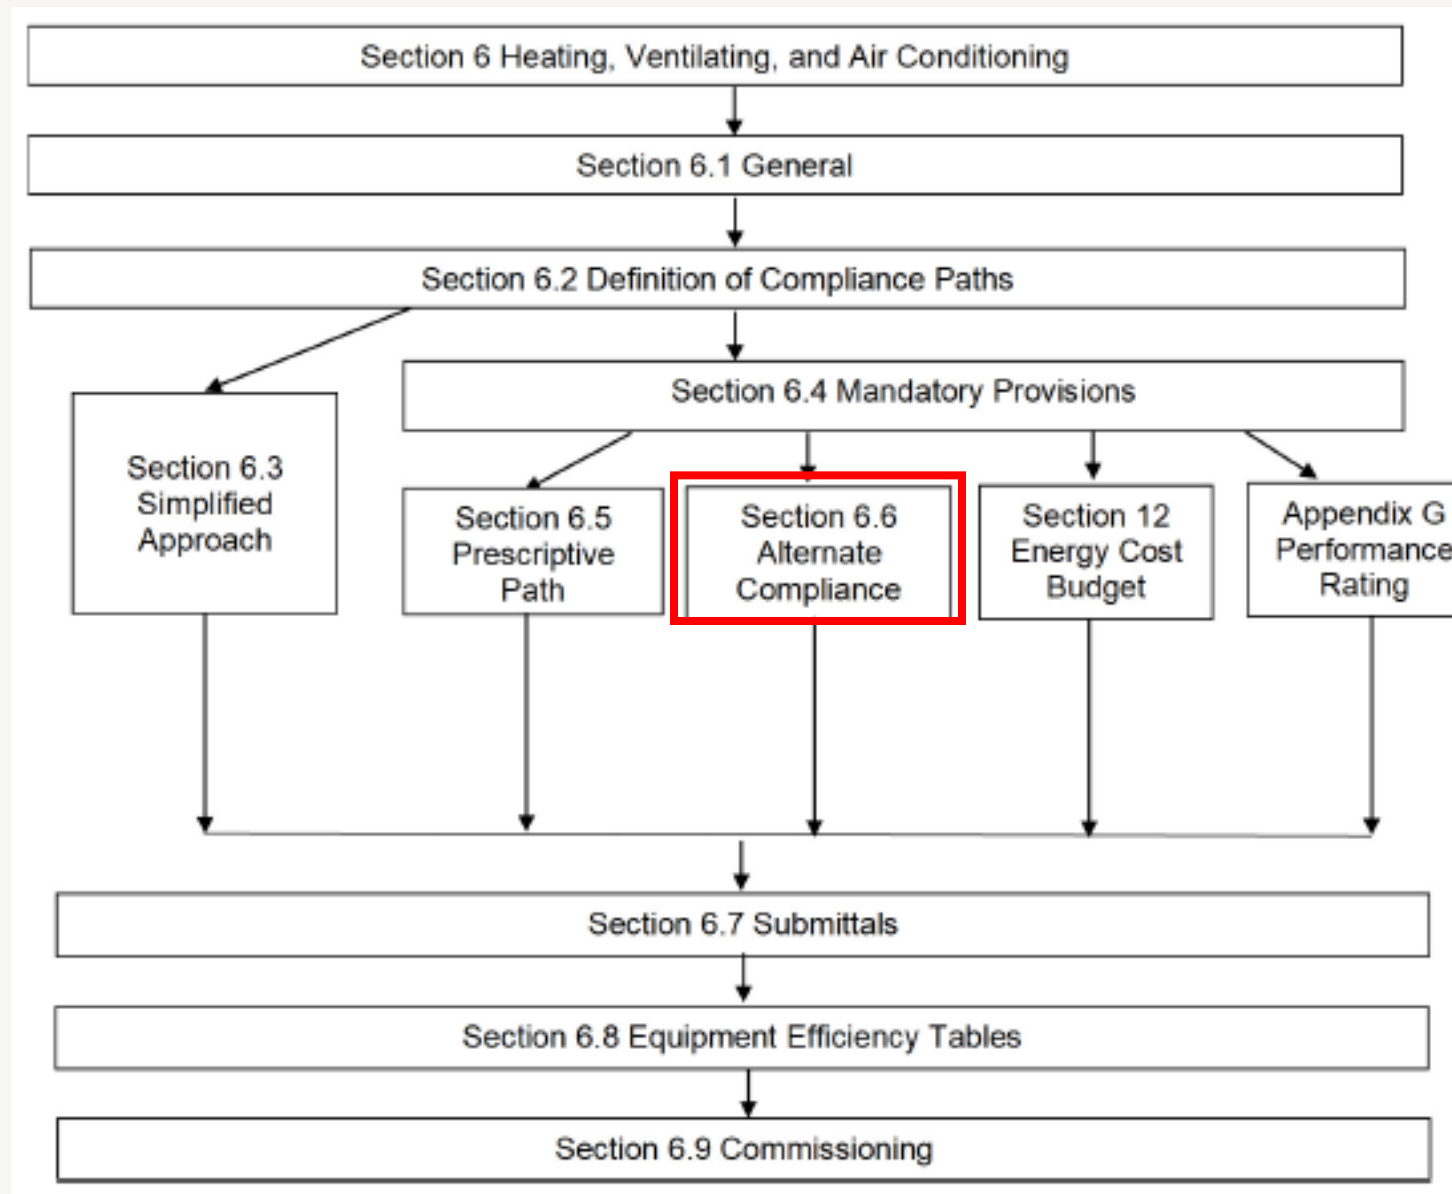 Section 6 Heating, Ventilating, and Air Conditioning
Section 6.1 General
Section 6.2 Definition of Compliance Paths
Section 6.4 Mandatory Provisions
Section 6.3
Simplified
Approach
Section 6.5
Prescriptive
Path
Section 6.6
Alternate
Compliance
Section 12
Energy Cost
Budget
Appendix G
Performance
Rating
Section 6.7 Submittals
Section 6.8 Equipment Efficiency Tables
Section 6.9 Commissioning